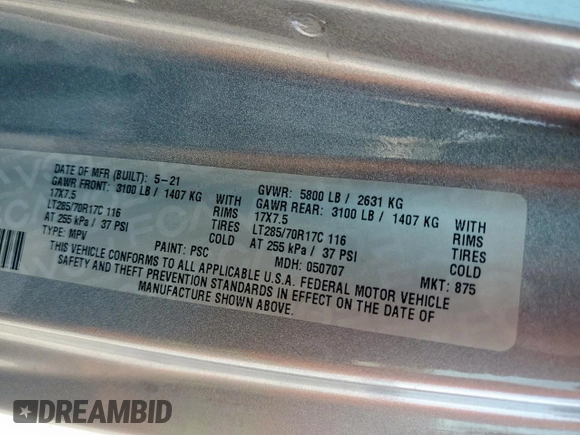 DATE OF MFR (BUILT): 5-21 GVWR: 5800 LB / 2631 KG
GAWR FRONT: 3100 LB / 1407 KG WITH GAWR REAR: 3100 LB / 1407 KG WITH
17X7.5 RIMS 17X7.5 RIMS
LT285/70R17C 116 TIRES LT285/70R17C 116 TIRES
AT 255 kPa / 37 PSI COLD AT 255 kPa / 37 PSI COLD
TYPE: MPV PAINT: PSC MDH: 050707 MKT: 875
THIS VEHICLE CONFORMS TO ALL APPLICABLE U.S.A. FEDERAL MOTOR VEHICLE
SAFETY AND THEFT PREVENTION STANDARDS IN EFFECT ON THE DATE OF
MANUFACTURE SHOWN ABOVE.
DREAMBID